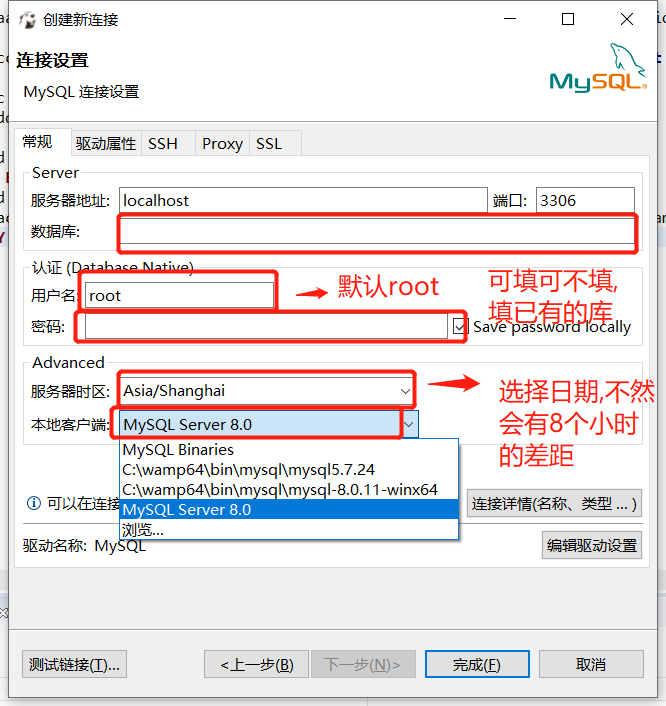 创建新连接
连接设置
MySQL 连接设置
MySQL
常规 驱动属性 SSH Proxy SSL
Server
服务器地址: localhost 端口: 3306
数据库:
认证 (Database Native)
用户名: root
默认root
可填可不填,
填已有的库
密码: Save password locally
Advanced
服务器时区: Asia/Shanghai
选择日期,不然
会有8个小时
的差距
本地客户端: MySQL Server 8.0
MySQL Binaries
C:\wamp64\bin\mysql\mysql5.7.24
C:\wamp64\bin\mysql\mysql-8.0.11-winx64
MySQL Server 8.0
浏览...
可以在连接
连接详情(名称、类型 ... )
驱动名称: MySQL
编辑驱动设置
测试链接(T)... <上一步(B) 下一步(N)> 完成(F) 取消